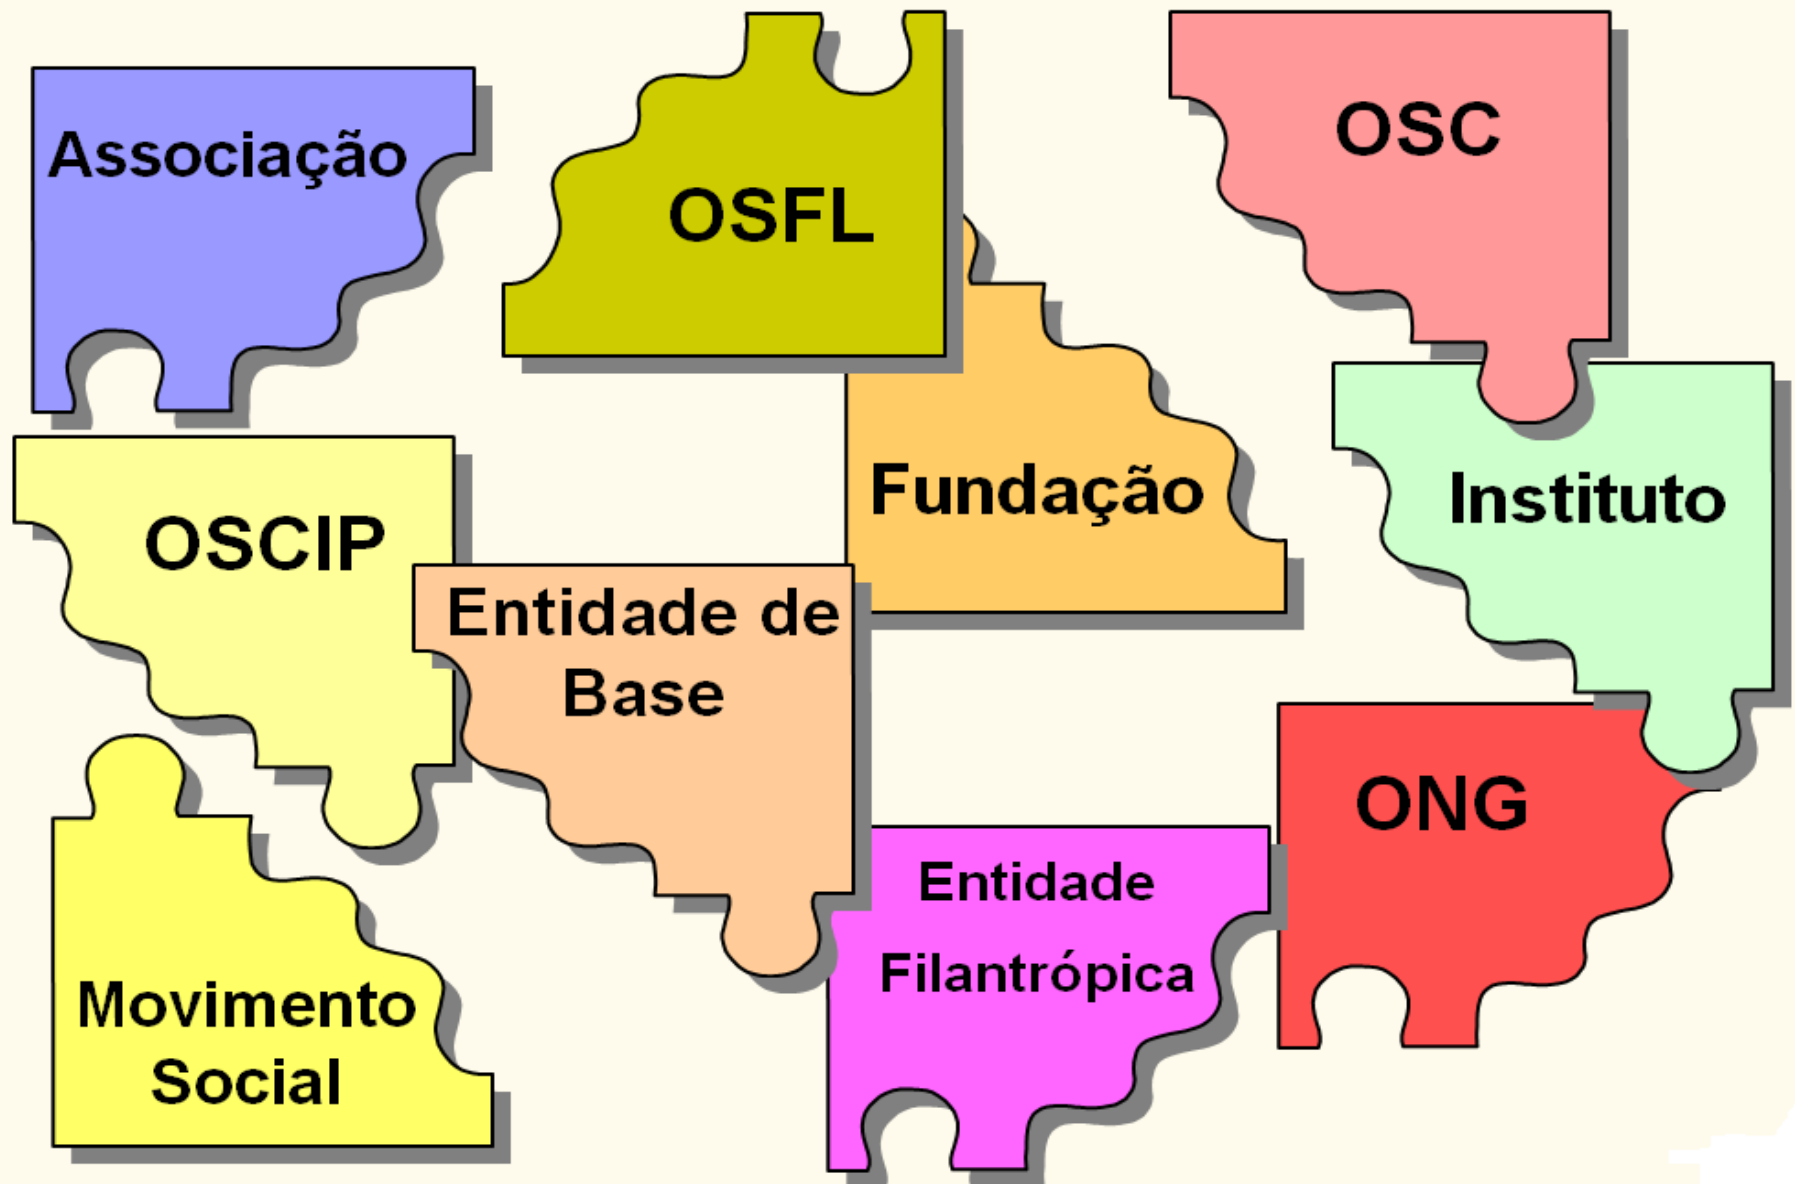 Associação
OSFL
OSC
OSCIP
Fundação
Instituto
Entidade de
Base
ONG
Entidade
Filantrópica
Movimento
Social